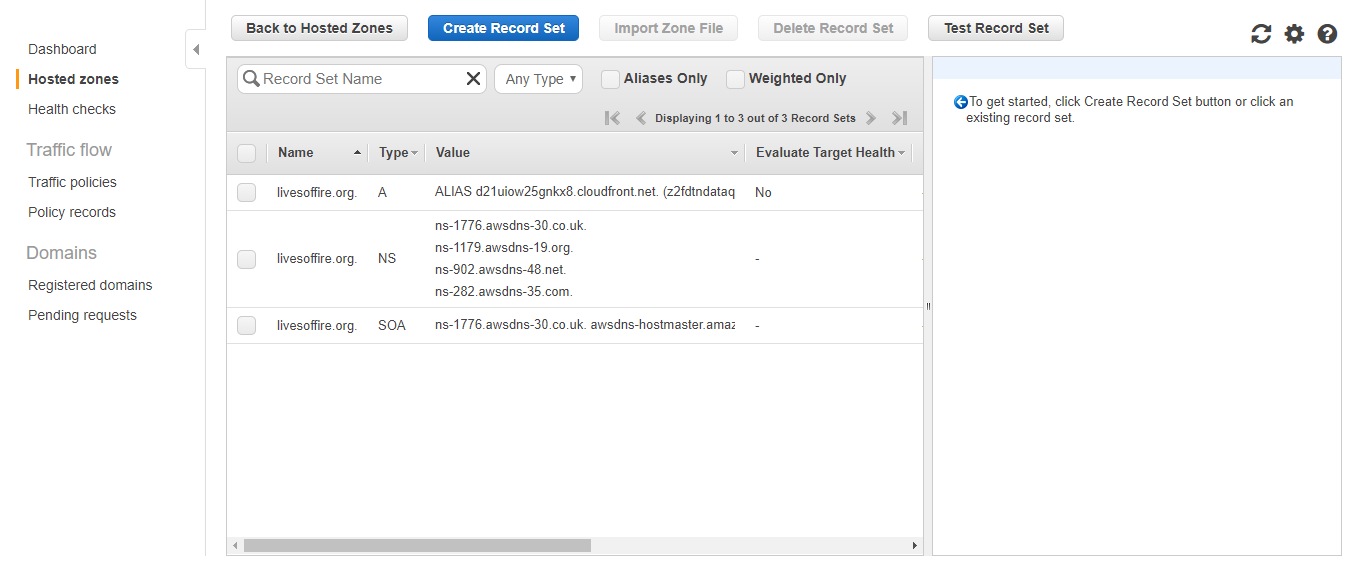 Back to Hosted Zones Create Record Set Import Zone File Delete Record Set Test Record Set
Dashboard
Hosted zones
Health checks
Traffic flow
Traffic policies
Policy records
Domains
Registered domains
Pending requests
Record Set Name Any Type Aliases Only Weighted Only
Displaying 1 to 3 out of 3 Record Sets
Name Type Value Evaluate Target Health
livesoffire.org. A ALIAS d21uiow25gnkx8.cloudfront.net. (z2fdtndataq No
livesoffire.org. NS ns-1776.awsdns-30.co.uk.
ns-1179.awsdns-19.org.
ns-902.awsdns-48.net.
ns-282.awsdns-35.com.
-
livesoffire.org. SOA ns-1776.awsdns-30.co.uk. awsdns-hostmaster.amaz -
To get started, click Create Record Set button or click an
existing record set.